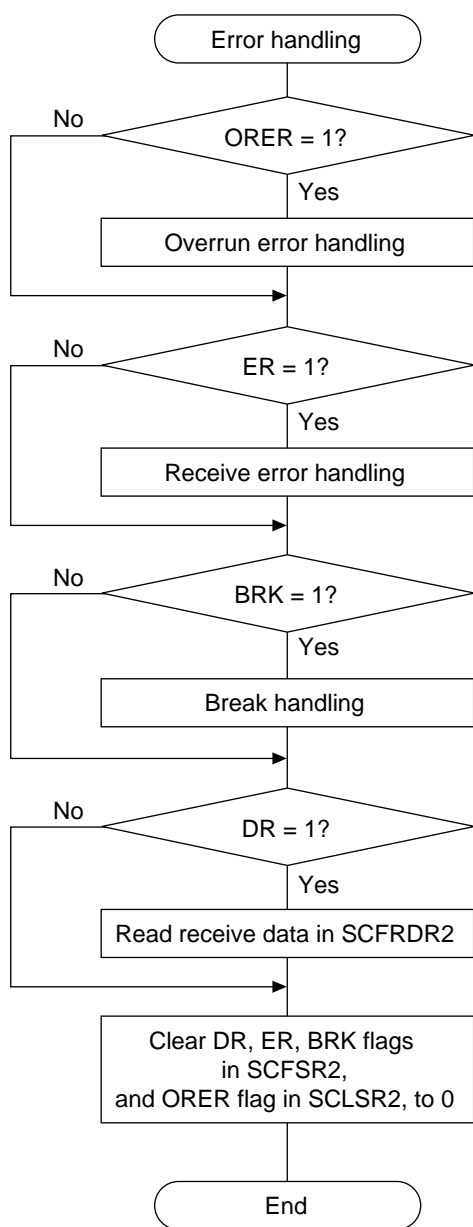 Error handling
No
ORER = 1?
Yes
Overrun error handling
No
ER = 1?
Yes
Receive error handling
No
BRK = 1?
Yes
Break handling
No
DR = 1?
Yes
Read receive data in SCFRDR2
Clear DR, ER, BRK flags
in SCFSR2,
and ORER flag in SCLSR2, to 0
End